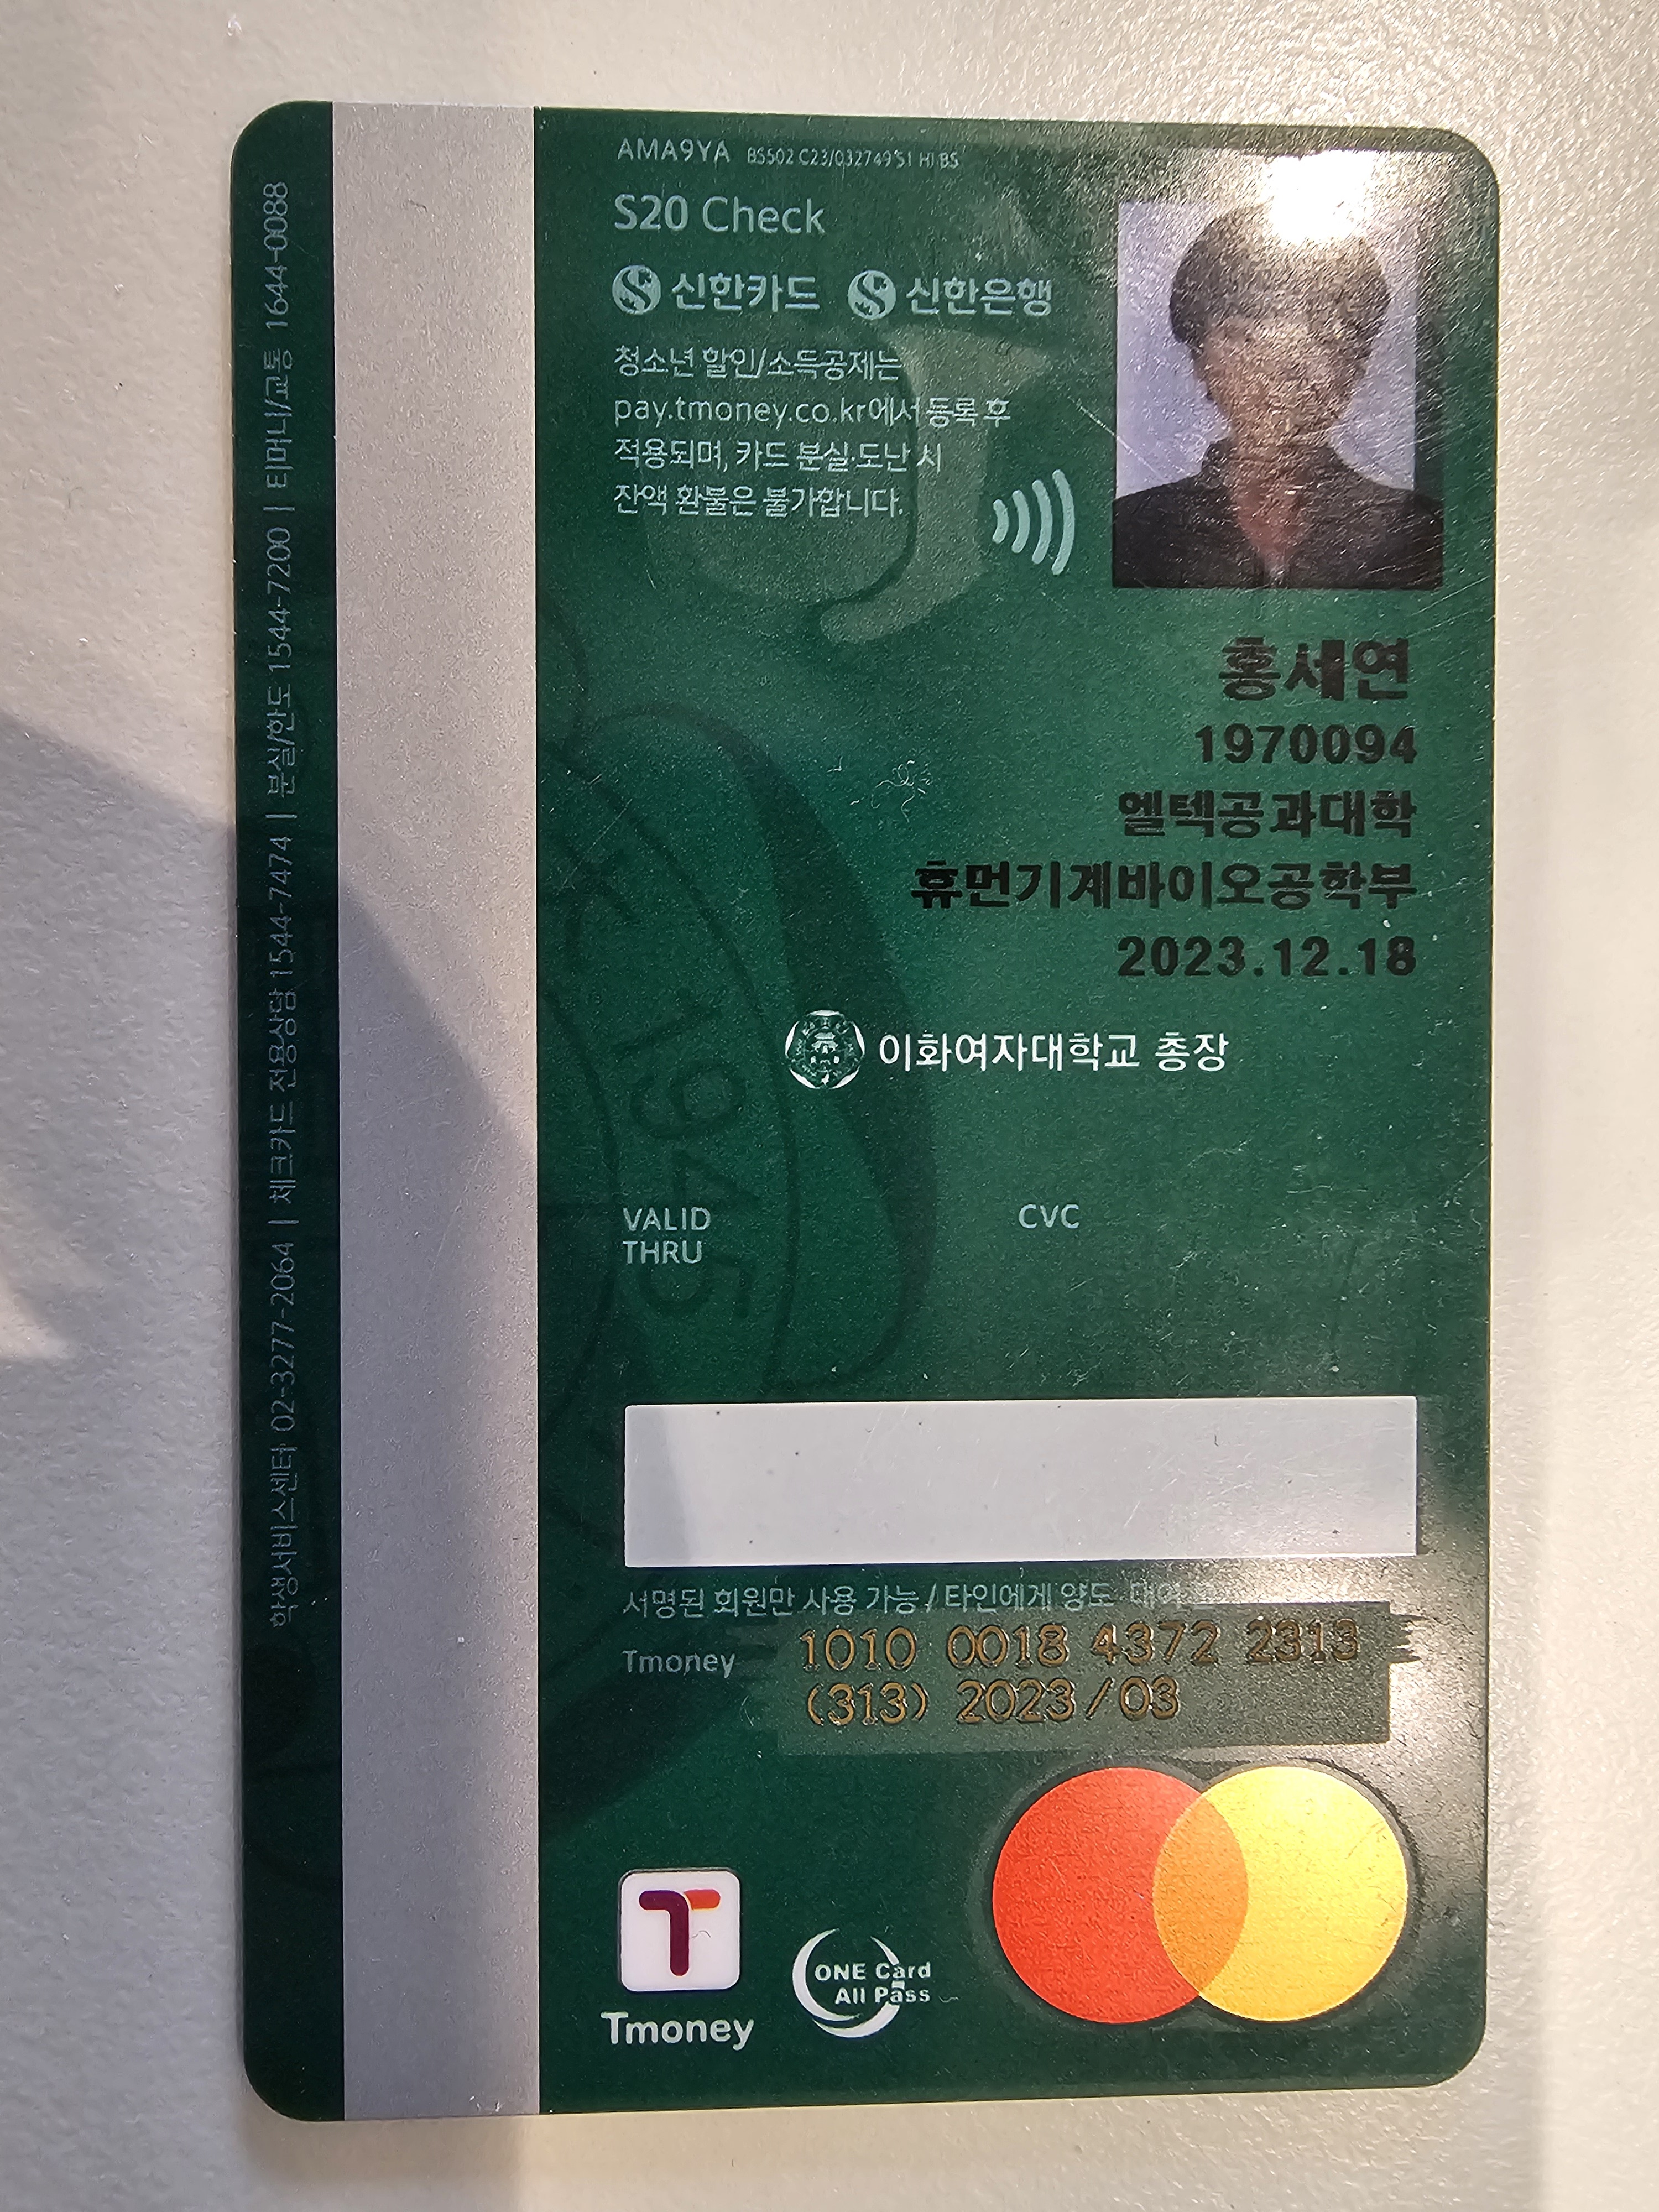 AMA9YA BS502 C23/032749'51 HI BS
S20 Check
신한카드 신한은행
청소년 할인/소득공제는
pay.tmoney.co.kr에서 등록 후
적용되며, 카드 분실·도난 시
잔액 환불은 불가합니다.
홍세연
1970094
엘텍공과대학
휴먼기계바이오공학부
2023.12.18
이화여자대학교 총장
VALID
THRU
CVC
1945
서명된 회원만 사용 가능 / 타인에게 양도·대여
Tmoney 1010 0018 4372 2313
(313) 2023/03
Tmoney
ONE Card
All Pass
학생서비스센터 02-3277-2064 | 체크카드 전용상담 1544-7474 | 분실/한도 1544-7200 | 티머니/교통 1644-0088